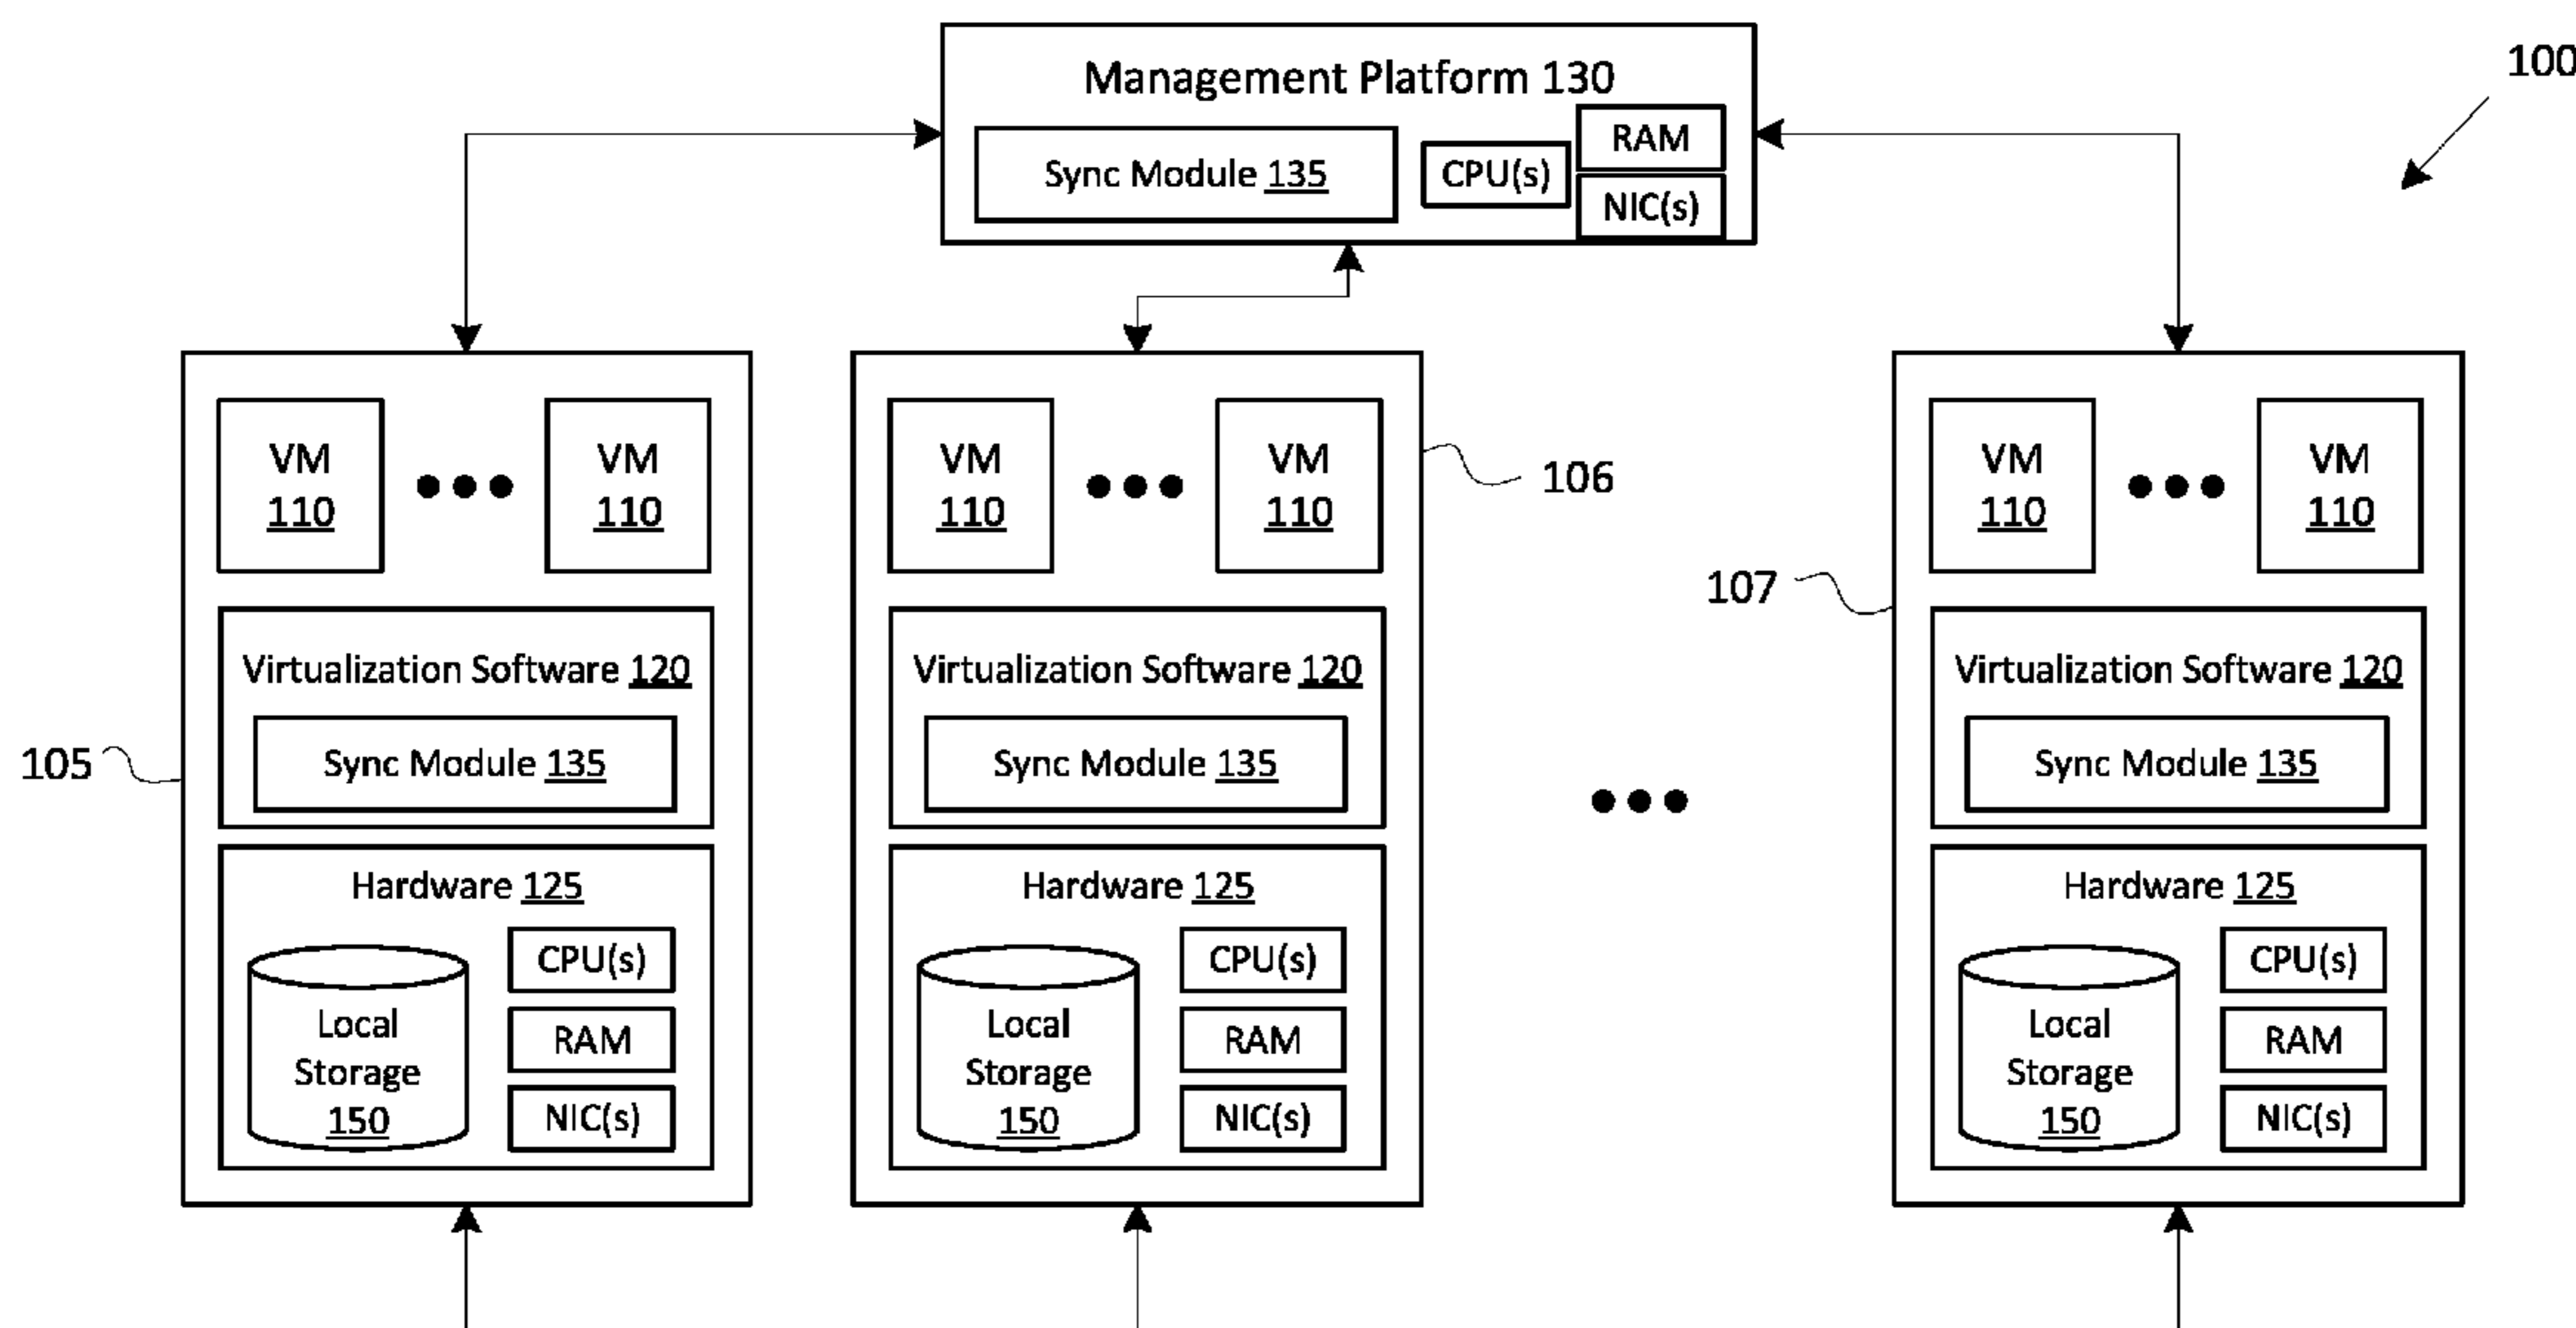 100
Management Platform 130
Sync Module 135
CPU(s)
RAM
NIC(s)
VM
110
VM
110
Virtualization Software 120
Sync Module 135
105
Hardware 125
Local
Storage
150
CPU(s)
RAM
NIC(s)
VM
110
VM
110
106
Virtualization Software 120
Sync Module 135
Hardware 125
Local
Storage
150
CPU(s)
RAM
NIC(s)
VM
110
VM
110
107
Virtualization Software 120
Sync Module 135
Hardware 125
Local
Storage
150
CPU(s)
RAM
NIC(s)